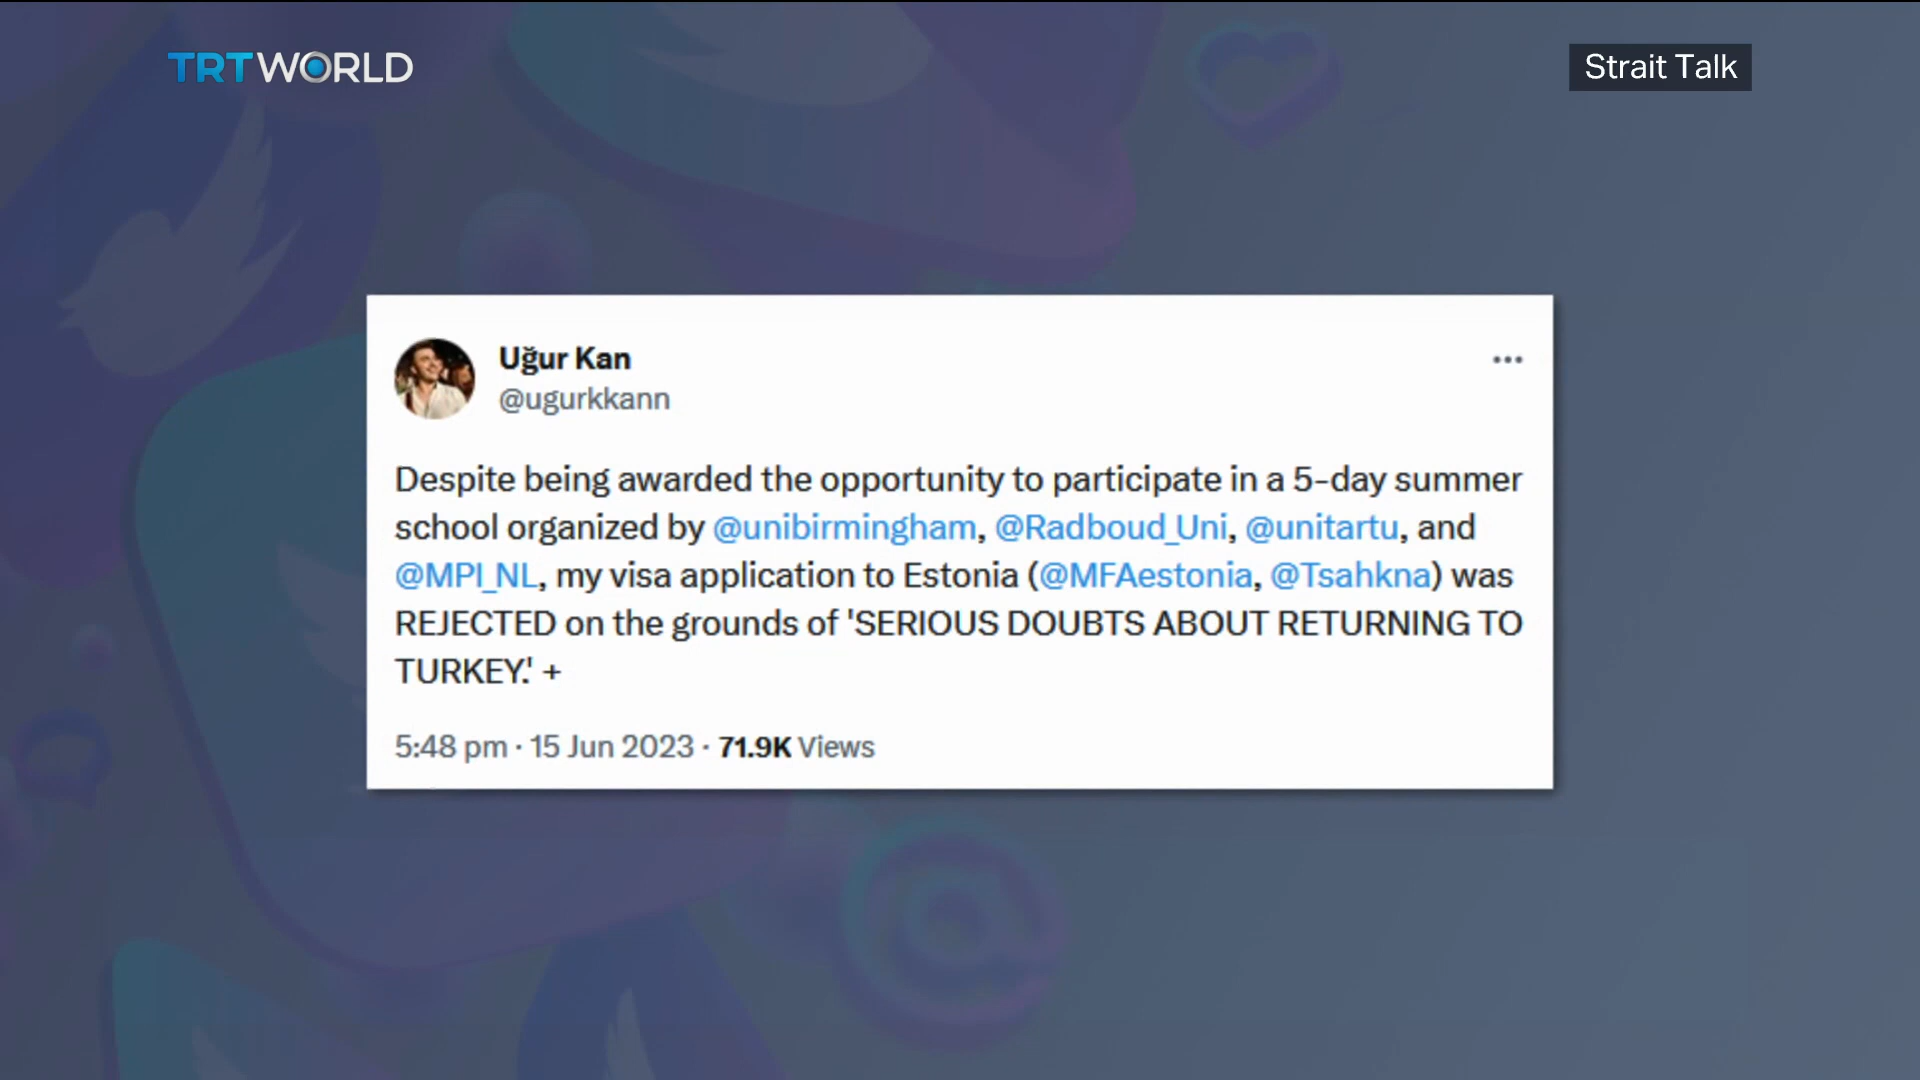 TRT WORLD
Strait Talk
Uğur Kan
@ugurkkann
Despite being awarded the opportunity to participate in a 5-day summer
school organized by @unibirmingham, @Radboud_Uni, @unitartu, and
@MPI_NL, my visa application to Estonia (@MFAestonia, @Tsahkna) was
REJECTED on the grounds of 'SERIOUS DOUBTS ABOUT RETURNING TO
TURKEY.' +
5:48 pm · 15 Jun 2023 · 71.9K Views